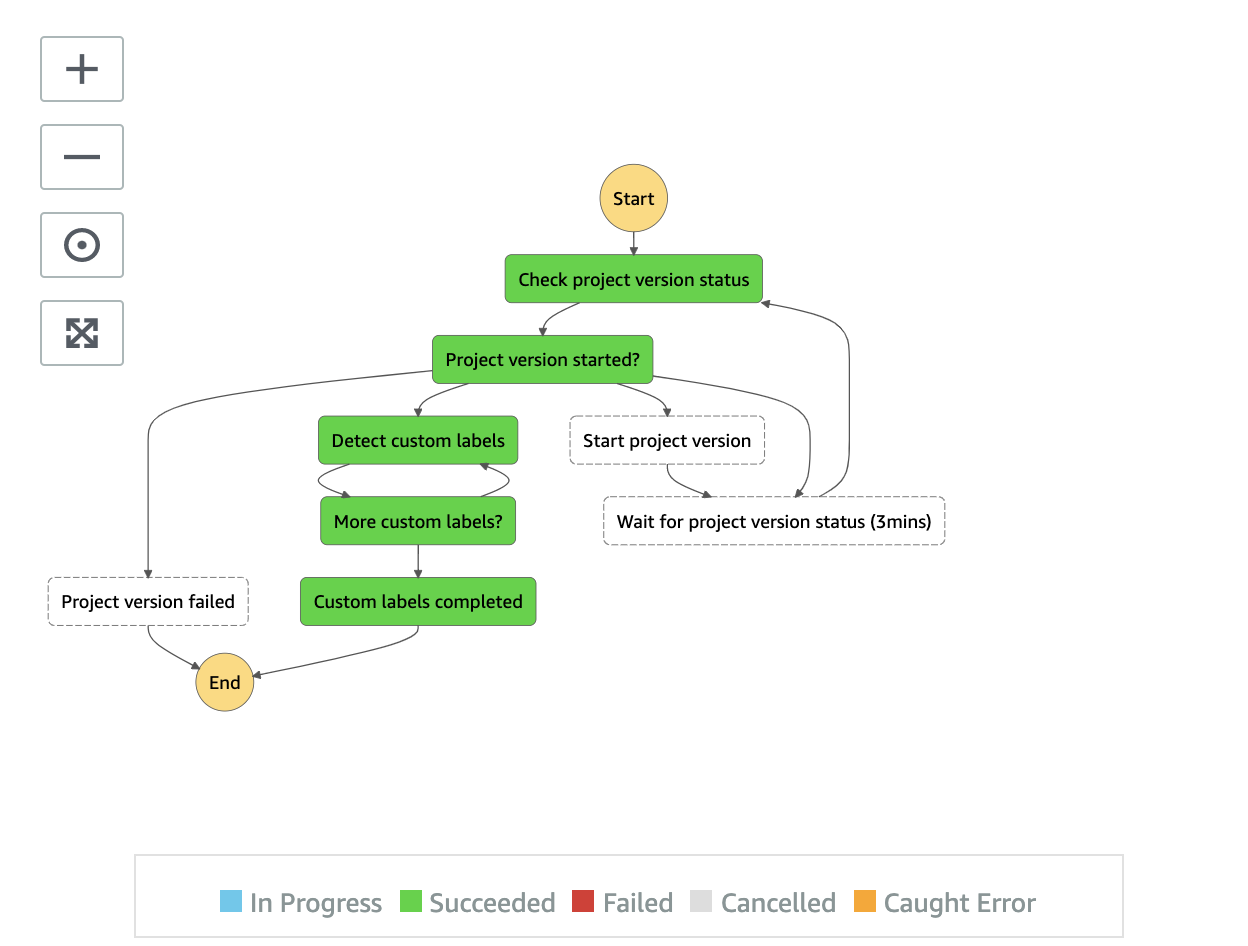 Start
Check project version status
Project version started?
Detect custom labels
Start project version
More custom labels?
Wait for project version status (3mins)
Project version failed
Custom labels completed
End
In Progress
Succeeded
Failed
Cancelled
Caught Error